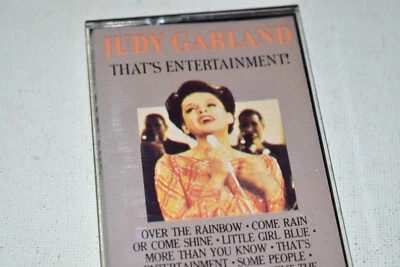 JUDY GARLAND
THAT'S ENTERTAINMENT!
OVER THE RAINBOW · COME RAIN
OR COME SHINE · LITTLE GIRL BLUE ·
MORE THAN YOU KNOW · THAT'S
ENTERTAINMENT · SOME PEOPLE ·
THE